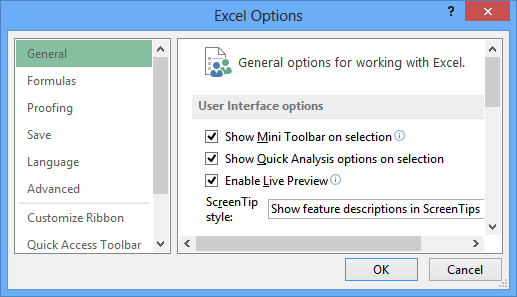 Excel Options
?
General
Formulas
Proofing
Save
Language
Advanced
Customize Ribbon
Quick Access Toolbar
General options for working with Excel.
User Interface options
Show Mini Toolbar on selection
Show Quick Analysis options on selection
Enable Live Preview
ScreenTip
style:
Show feature descriptions in ScreenTips
OK
Cancel